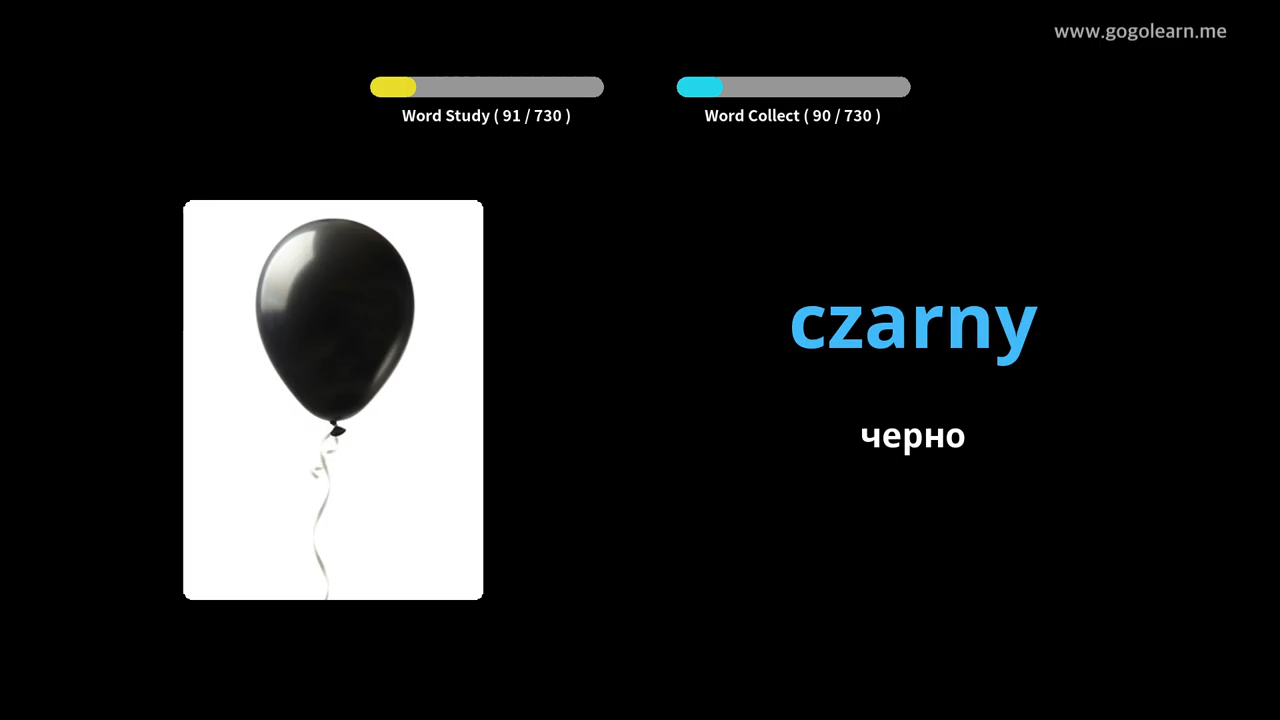 www.gogolearn.me
Word Study ( 91 / 730 )
Word Collect ( 90 / 730 )
czarny
черно